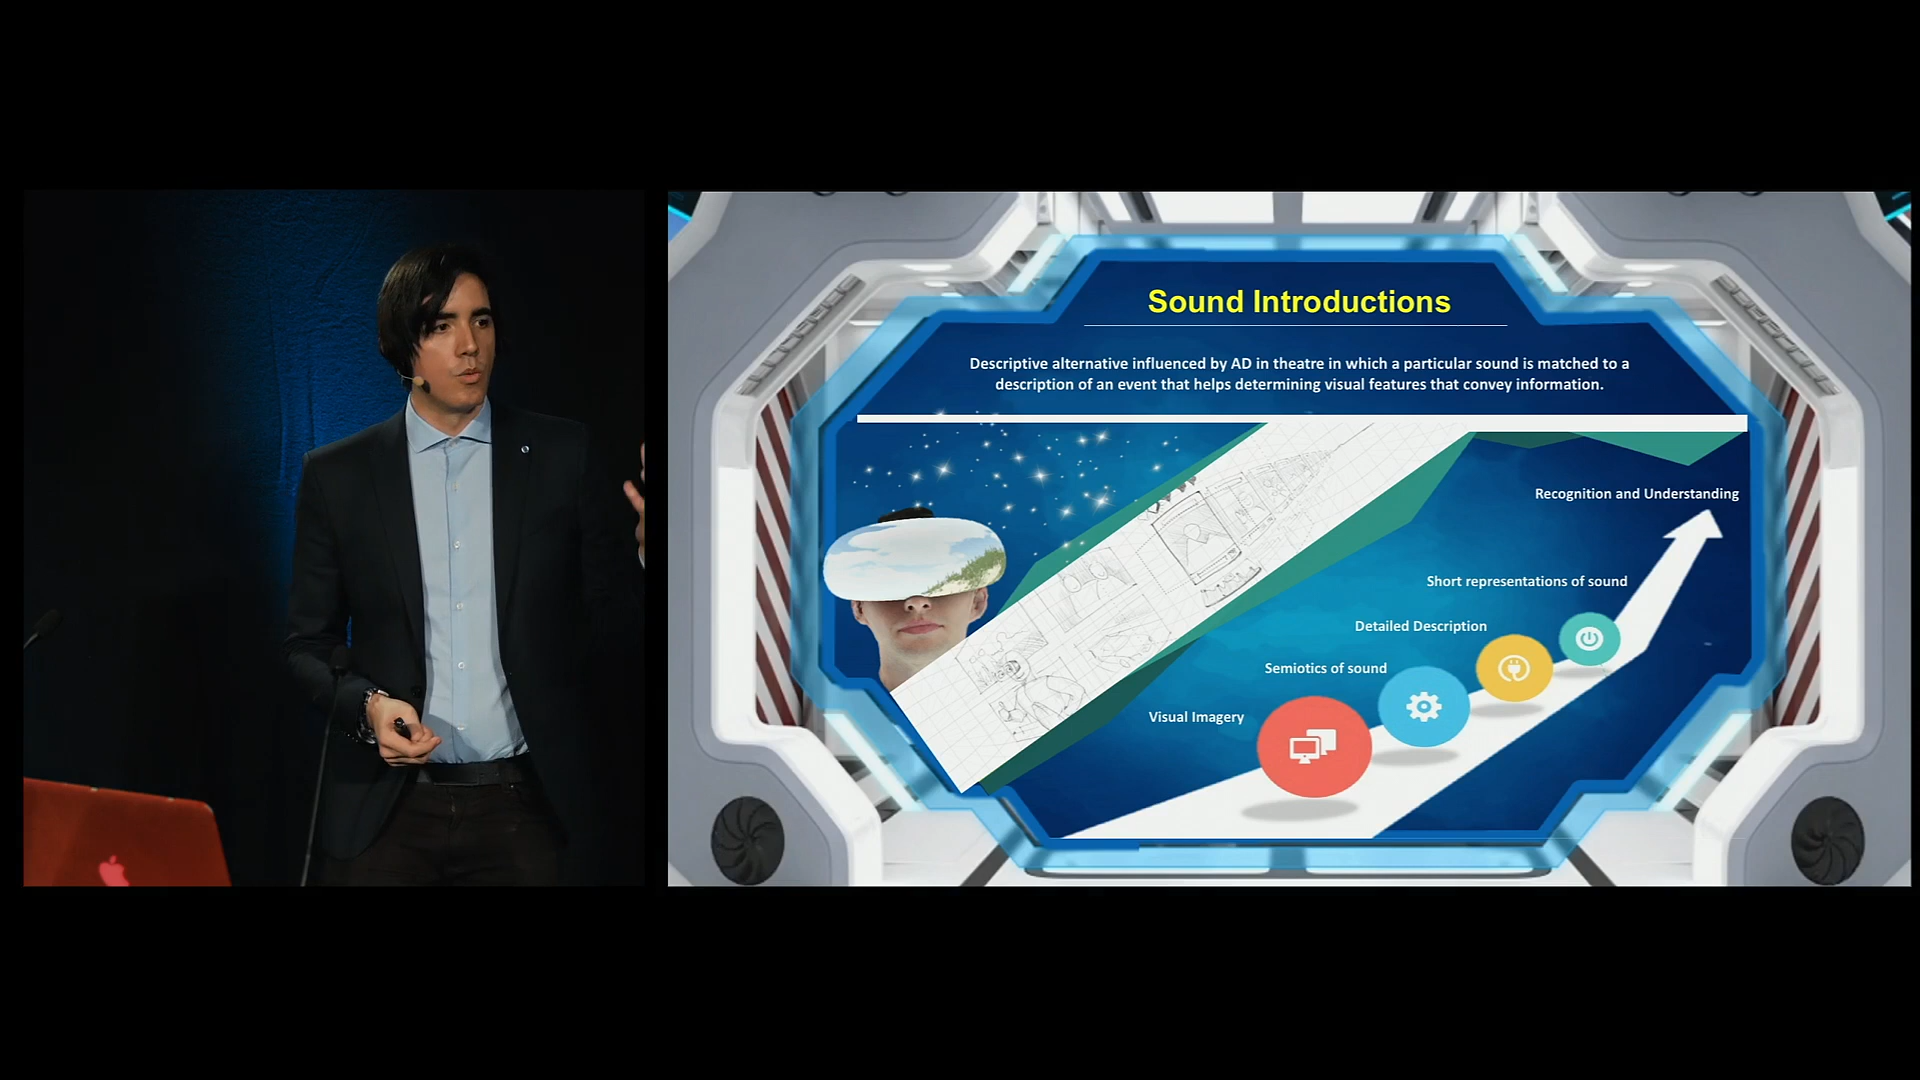 Sound Introductions
Descriptive alternative influenced by AD in theatre in which a particular sound is matched to a
description of an event that helps determining visual features that convey information.
Recognition and Understanding
Short representations of sound
Detailed Description
Semiotics of sound
Visual Imagery